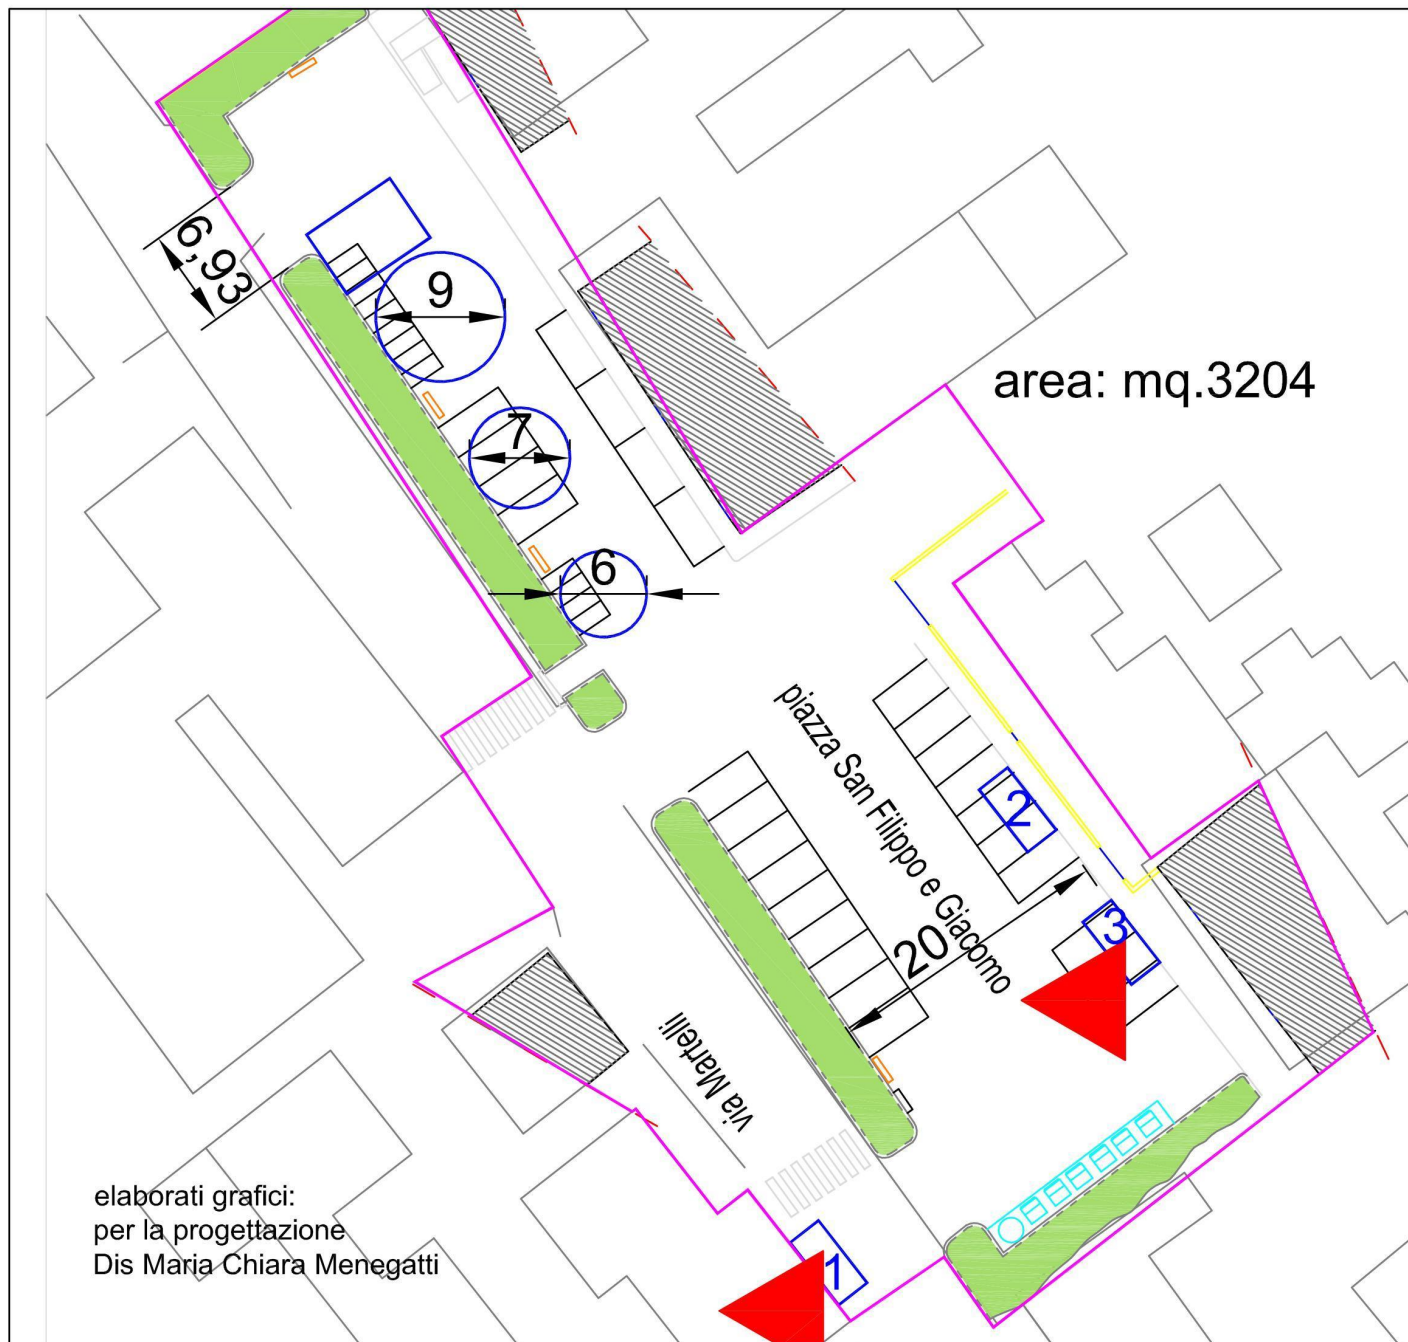 6,93
9
area: mq.3204
7
6
piazza San Filippo e Giacomo
2
3
20
via Martelli
elaborati grafici:
per la progettazione
Dis Maria Chiara Menegatti
1